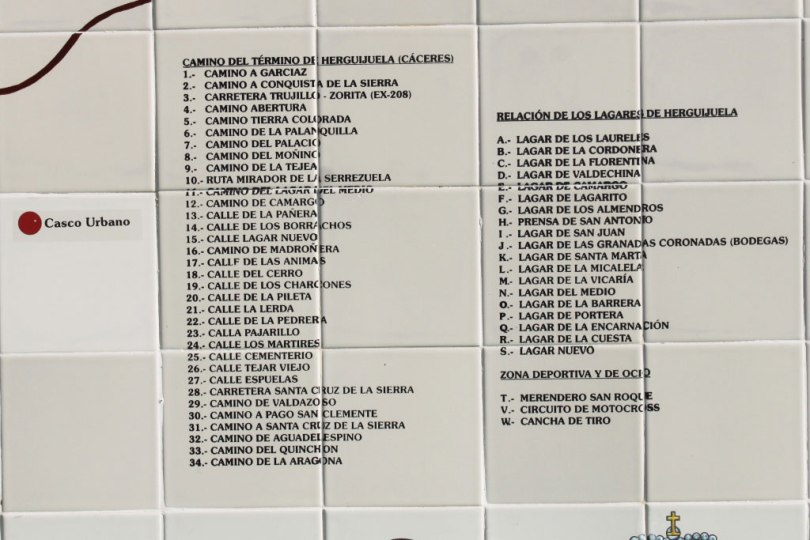 CAMINO DEL TÉRMINO DE HERGUIJUELA (CÁCERES)
1.- CAMINO A GARCIAZ
2.- CAMINO A CONQUISTA DE LA SIERRA
3.- CARRETERA TRUJILLO - ZORITA (EX-208)
4.- CAMINO ABERTURA
5.- CAMINO TIERRA COLORADA
6.- CAMINO DE LA PALANQUILLA
7.- CAMINO DEL PALACIO
8.- CAMINO DEL MOÑINO
9.- CAMINO DE LA TEJEA
10.- RUTA MIRADOR DE LA SERREZUELA
11.- CAMINO DEL LAGAR DEL MEDIO
12.- CAMINO DE CAMARGO
13.- CALLE DE LA PAÑERA
14.- CALLE DE LOS BORRACHOS
15.- CALLE LAGAR NUEVO
16.- CAMINO DE MADROÑERA
17.- CALLE DE LAS ANIMAS
18.- CALLE DEL CERRO
19.- CALLE DE LOS CHARCONES
20.- CALLE DE LA PILETA
21.- CALLE LA LERDA
22.- CALLE DE LA PEDRERA
23.- CALLA PAJARILLO
24.- CALLE LOS MARTIRES
25.- CALLE CEMENTERIO
26.- CALLE TEJAR VIEJO
27.- CALLE ESPUELAS
28.- CARRETERA SANTA CRUZ DE LA SIERRA
29.- CAMINO DE VALDAZOSO
30.- CAMINO A PAGO SAN CLEMENTE
31.- CAMINO A SANTA CRUZ DE LA SIERRA
32.- CAMINO DE AGUADELESPINO
33.- CAMINO DEL QUINCHON
34.- CAMINO DE LA ARAGONA
RELACIÓN DE LOS LAGARES DE HERGUIJUELA
A.- LAGAR DE LOS LAURELES
B.- LAGAR DE LA CORDONERA
C.- LAGAR DE LA FLORENTINA
D.- LAGAR DE VALDECHINA
E.- LAGAR DE CAMARGO
F.- LAGAR DE LAGARITO
G.- LAGAR DE LOS ALMENDROS
H.- PRENSA DE SAN ANTONIO
I.- LAGAR DE SAN JUAN
J.- LAGAR DE LAS GRANADAS CORONADAS (BODEGAS)
K.- LAGAR DE SANTA MARTA
L.- LAGAR DE LA MICALELA
M.- LAGAR DE LA VICARÍA
N.- LAGAR DEL MEDIO
O.- LAGAR DE LA BARRERA
P.- LAGAR DE PORTERA
Q.- LAGAR DE LA ENCARNACIÓN
R.- LAGAR DE LA CUESTA
S.- LAGAR NUEVO
ZONA DEPORTIVA Y DE OCIO
T.- MERENDERO SAN ROQUE
V.- CIRCUITO DE MOTOCROSS
W.- CANCHA DE TIRO
Casco Urbano